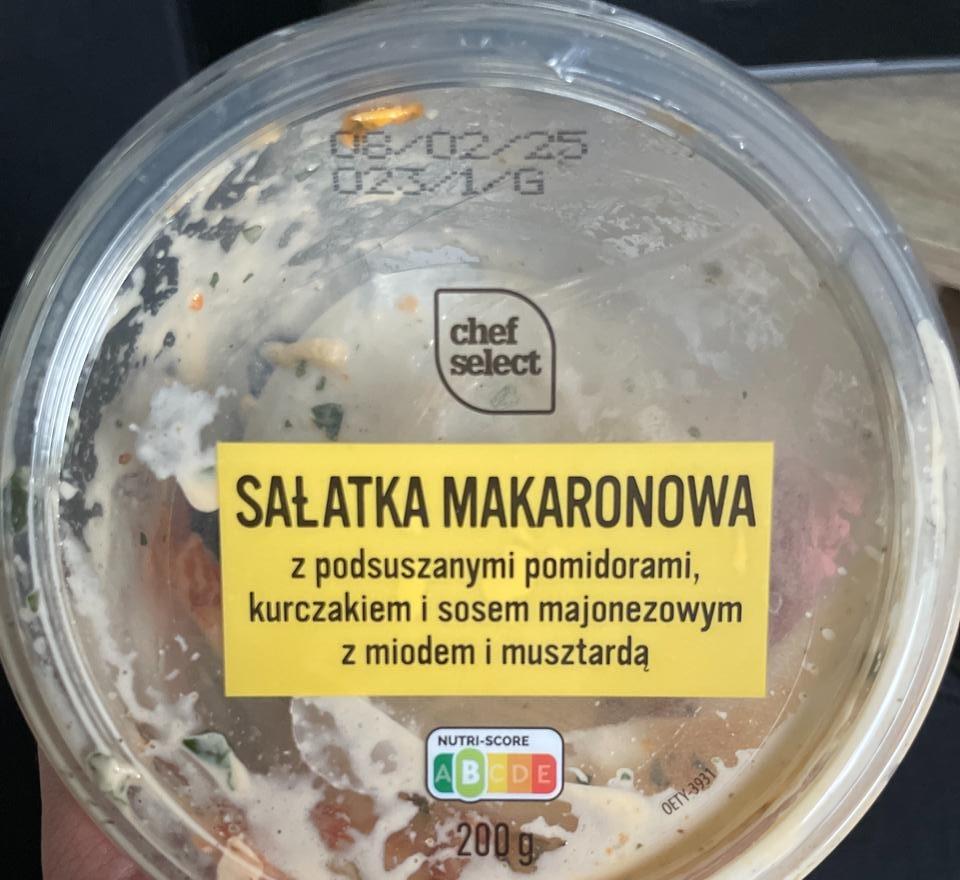 08/02/25
023/1/G
chef
select
SAŁATKA MAKARONOWA
z podsuszanymi pomidorami,
kurczakiem i sosem majonezowym
z miodem i musztardą
NUTRI-SCORE
A B C D E
OETY-3931
200 g